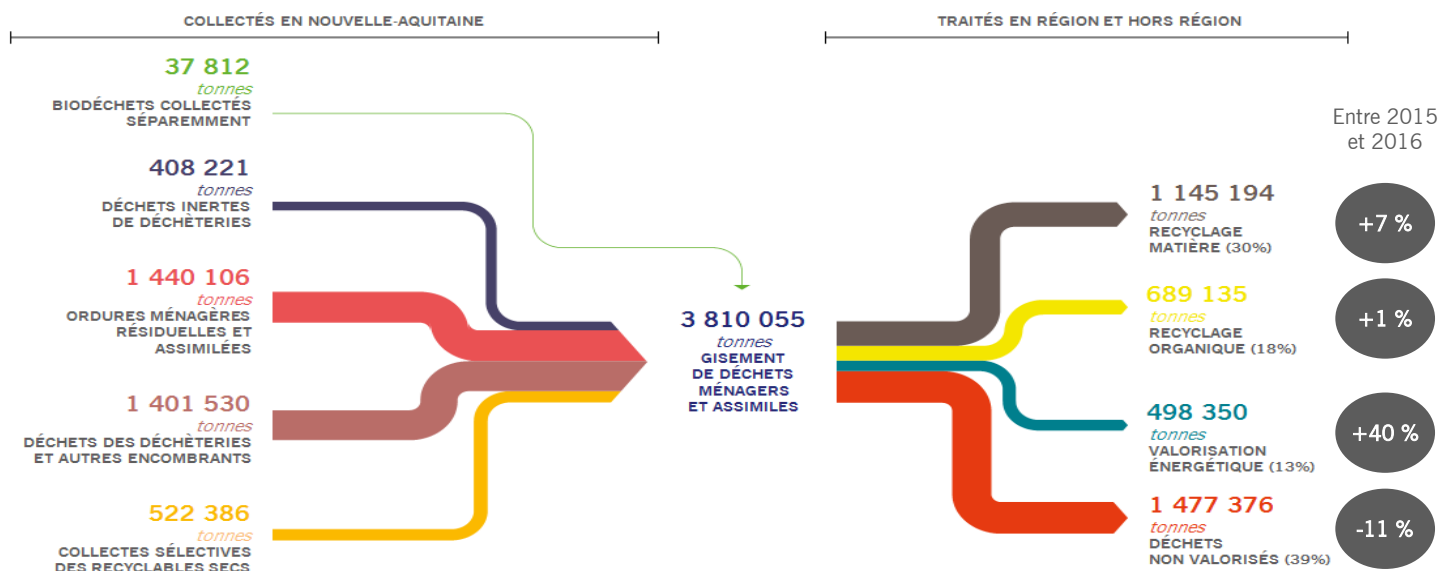 COLLECTÉS EN NOUVELLE-AQUITAINE
37 812
tonnes
BIODÉCHETS COLLECTÉS
SÉPAREMMENT
408 221
tonnes
DÉCHETS INERTES
DE DÉCHÈTERIES
1 440 106
tonnes
ORDURES MÉNAGÈRES
RÉSIDUELLES ET
ASSIMILÉES
1 401 530
tonnes
DÉCHETS DES DÉCHÈTERIES
ET AUTRES ENCOMBRANTS
522 386
tonnes
COLLECTES SÉLECTIVES
DES RECYCLABLES SECS
3 810 055
tonnes
GISEMENT
DE DÉCHETS
MÉNAGERS
ET ASSIMILES
TRAITÉS EN RÉGION ET HORS RÉGION
Entre 2015
et 2016
1 145 194
tonnes
RECYCLAGE
MATIÈRE (30%)
+7 %
689 135
tonnes
RECYCLAGE
ORGANIQUE (18%)
+1 %
498 350
tonnes
VALORISATION
ÉNERGÉTIQUE (13%)
+40 %
1 477 376
tonnes
DÉCHETS
NON VALORISÉS (39%)
-11 %